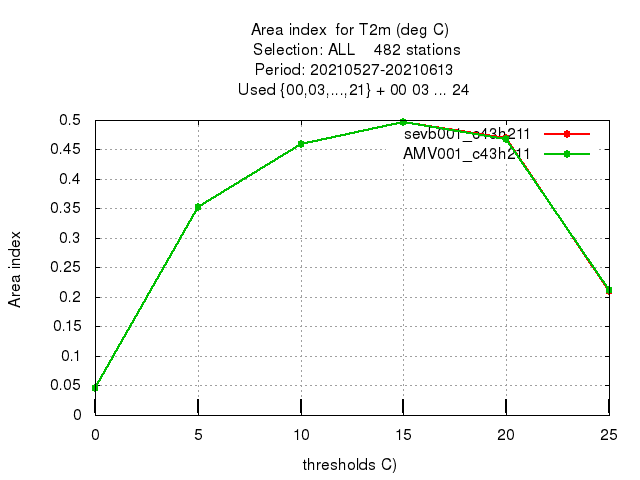 Area index  for T2m (deg C)
Selection: ALL    482 stations
Period: 20210527-20210613
Used {00,03,...,21} + 00 03 ... 24
0.5
0.45
0.4
0.35
0.3
0.25
0.2
0.15
0.1
0.05
0
Area index
sevb001_c43h211
AMV001_c43h211
0 5 10 15 20 25
thresholds C)